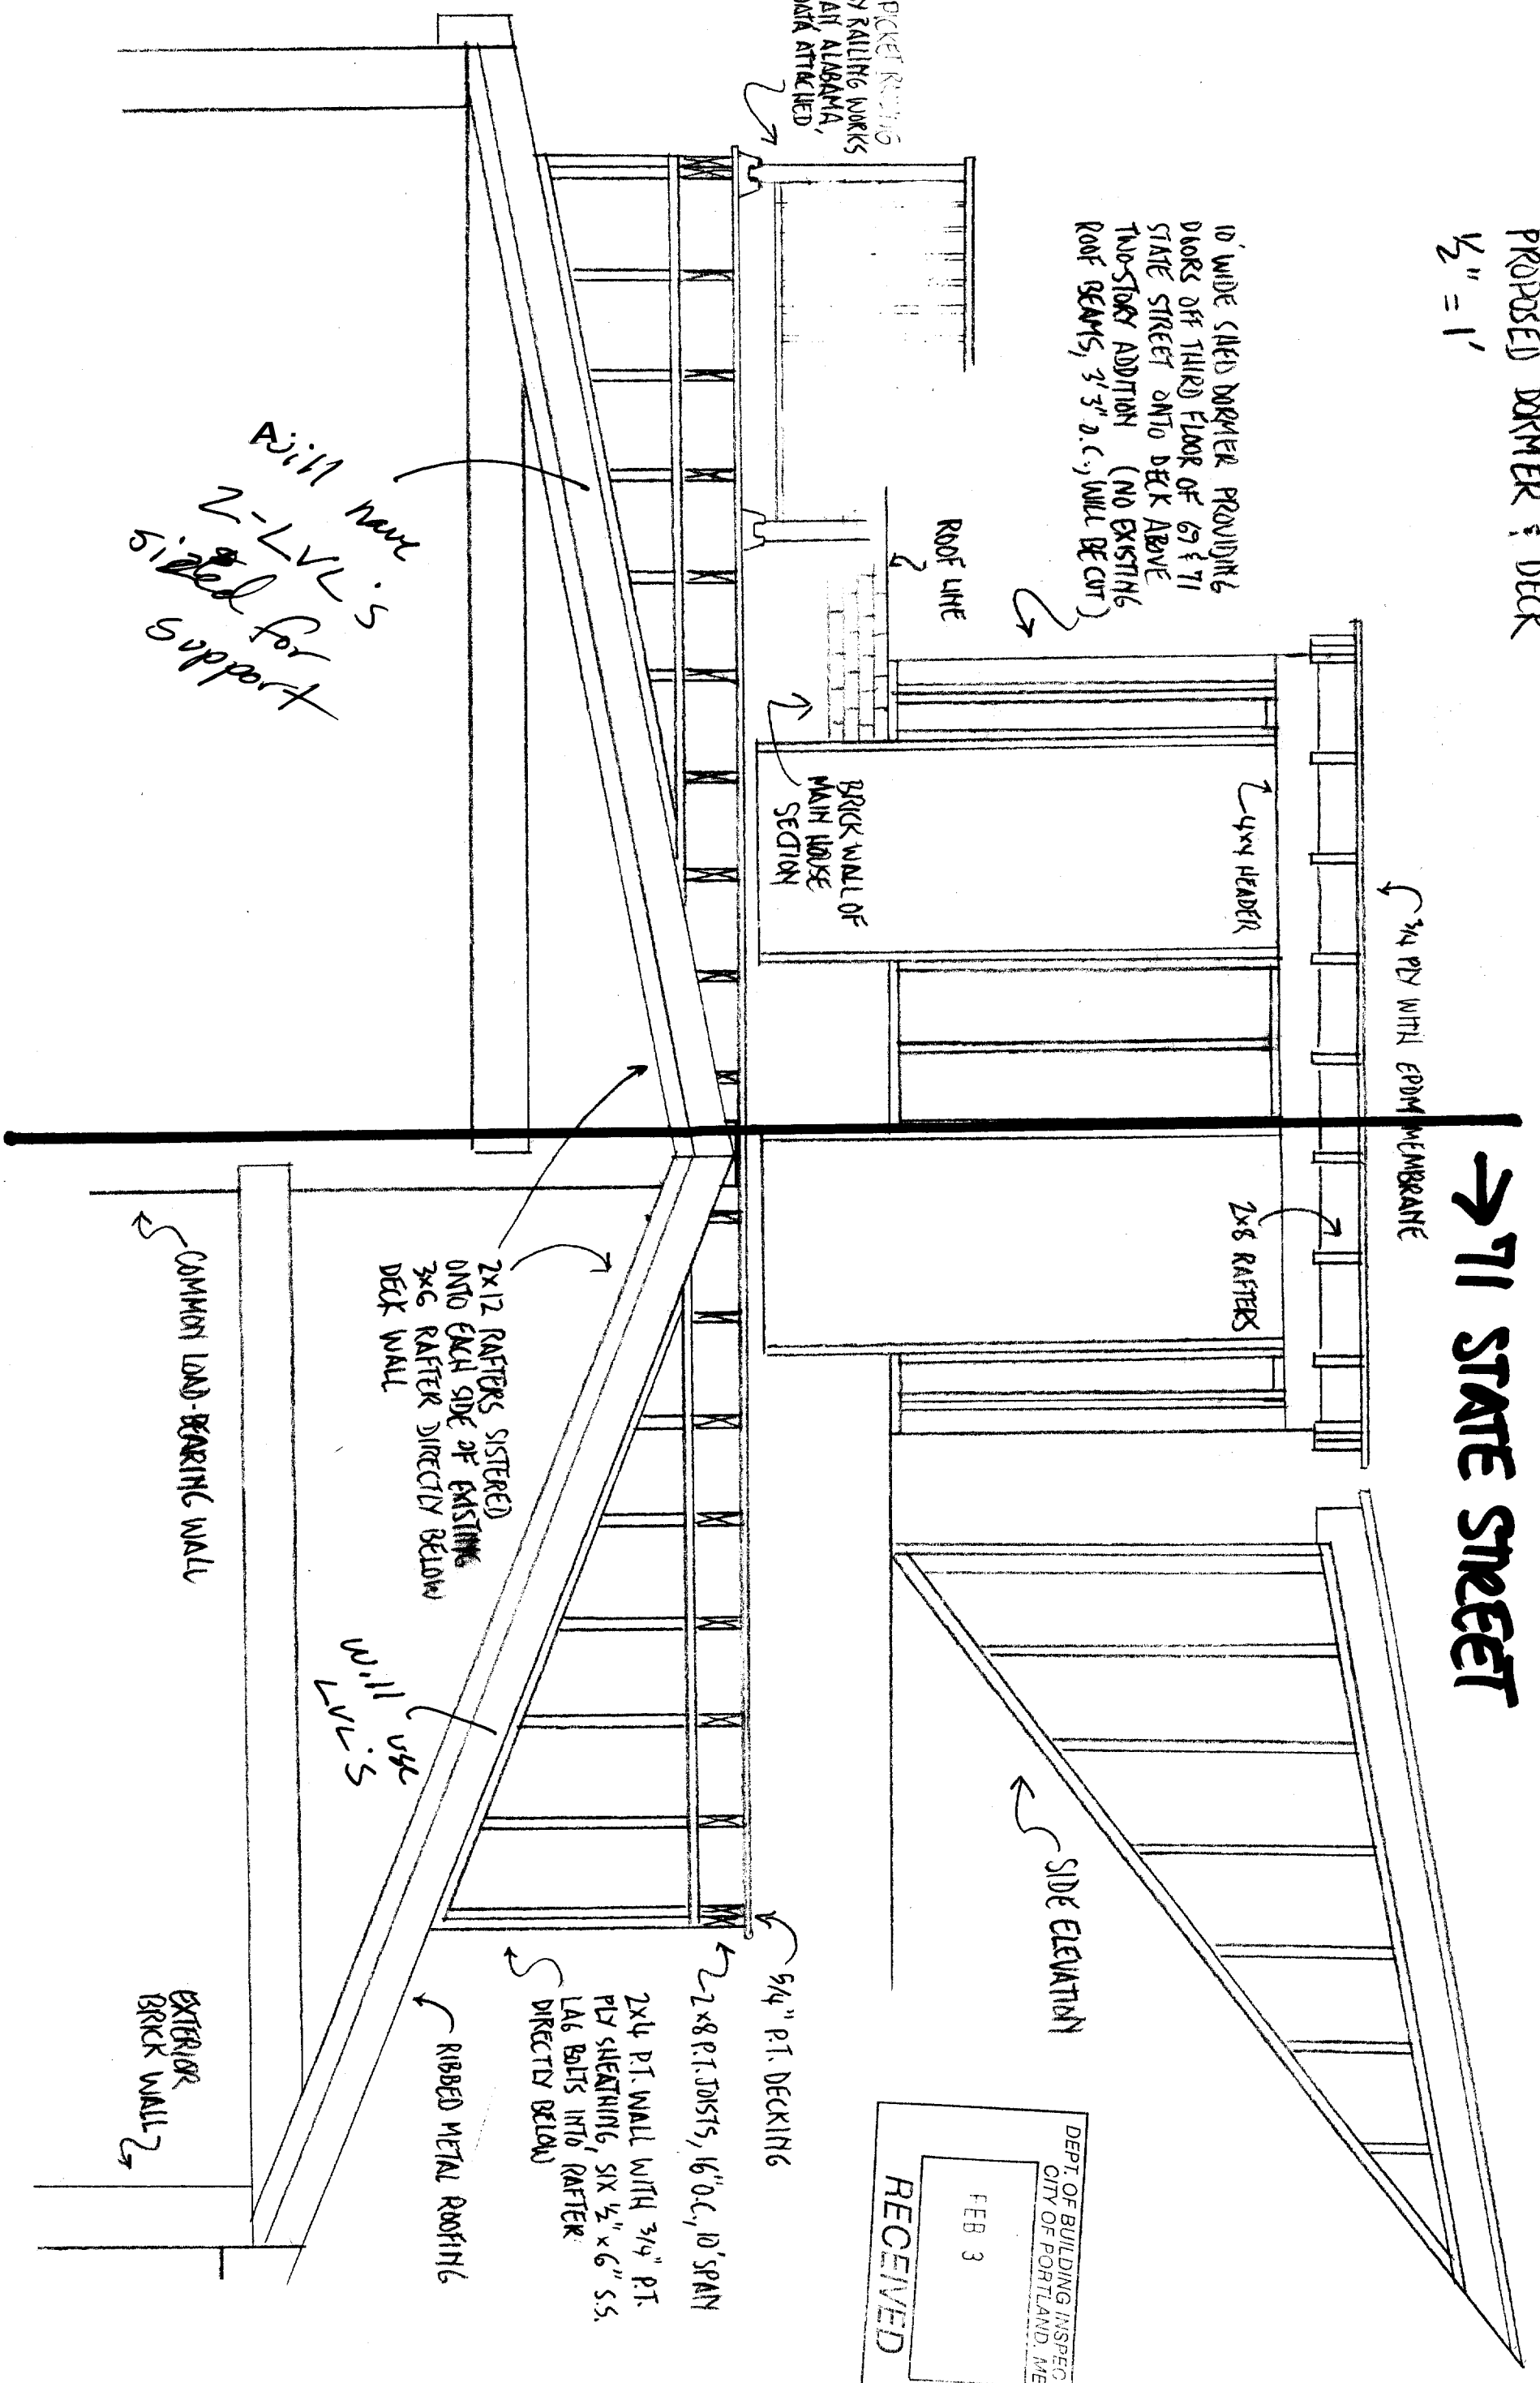 PROPOSED DORMER & DECK
1/2" = 1'
→ 71 STATE STREET
3/4 PLY WITH EPDM MEMBRANE
10' WIDE SHED DORMER PROVIDING
DOORS OFF THIRD FLOOR OF 69 & 71
STATE STREET ONTO DECK ABOVE
TWO-STORY ADDITION (NO EXISTING
ROOF BEAMS, 3'3" O.C., WILL BE CUT)
4x4 HEADER
2x8 RAFTERS
ROOF LINE
BRICK WALL OF
MAIN HOUSE
SECTION
SIDE ELEVATION
PICKET
RAILING WORKS
ALABAMA,
DATA ATTACHED
5/4" P.T. DECKING
2x8 P.T. JOISTS, 16" O.C., 10' SPAN
2x4 P.T. WALL WITH 3/4" P.T.
PLY SHEATHING, SIX 1/2" x 6" S.S.
LAG BOLTS INTO RAFTER
DIRECTLY BELOW
RIBBED METAL ROOFING
2x12 RAFTERS SISTERED
ONTO EACH SIDE OF EXISTING
3x6 RAFTER DIRECTLY BELOW
DECK WALL
will have
2-LVL's
sized for
support
will use
LVL's
COMMON LOAD-BEARING WALL
EXTERIOR
BRICK WALL
DEPT. OF BUILDING INSPEC
CITY OF PORTLAND, ME
FEB 3
RECEIVED